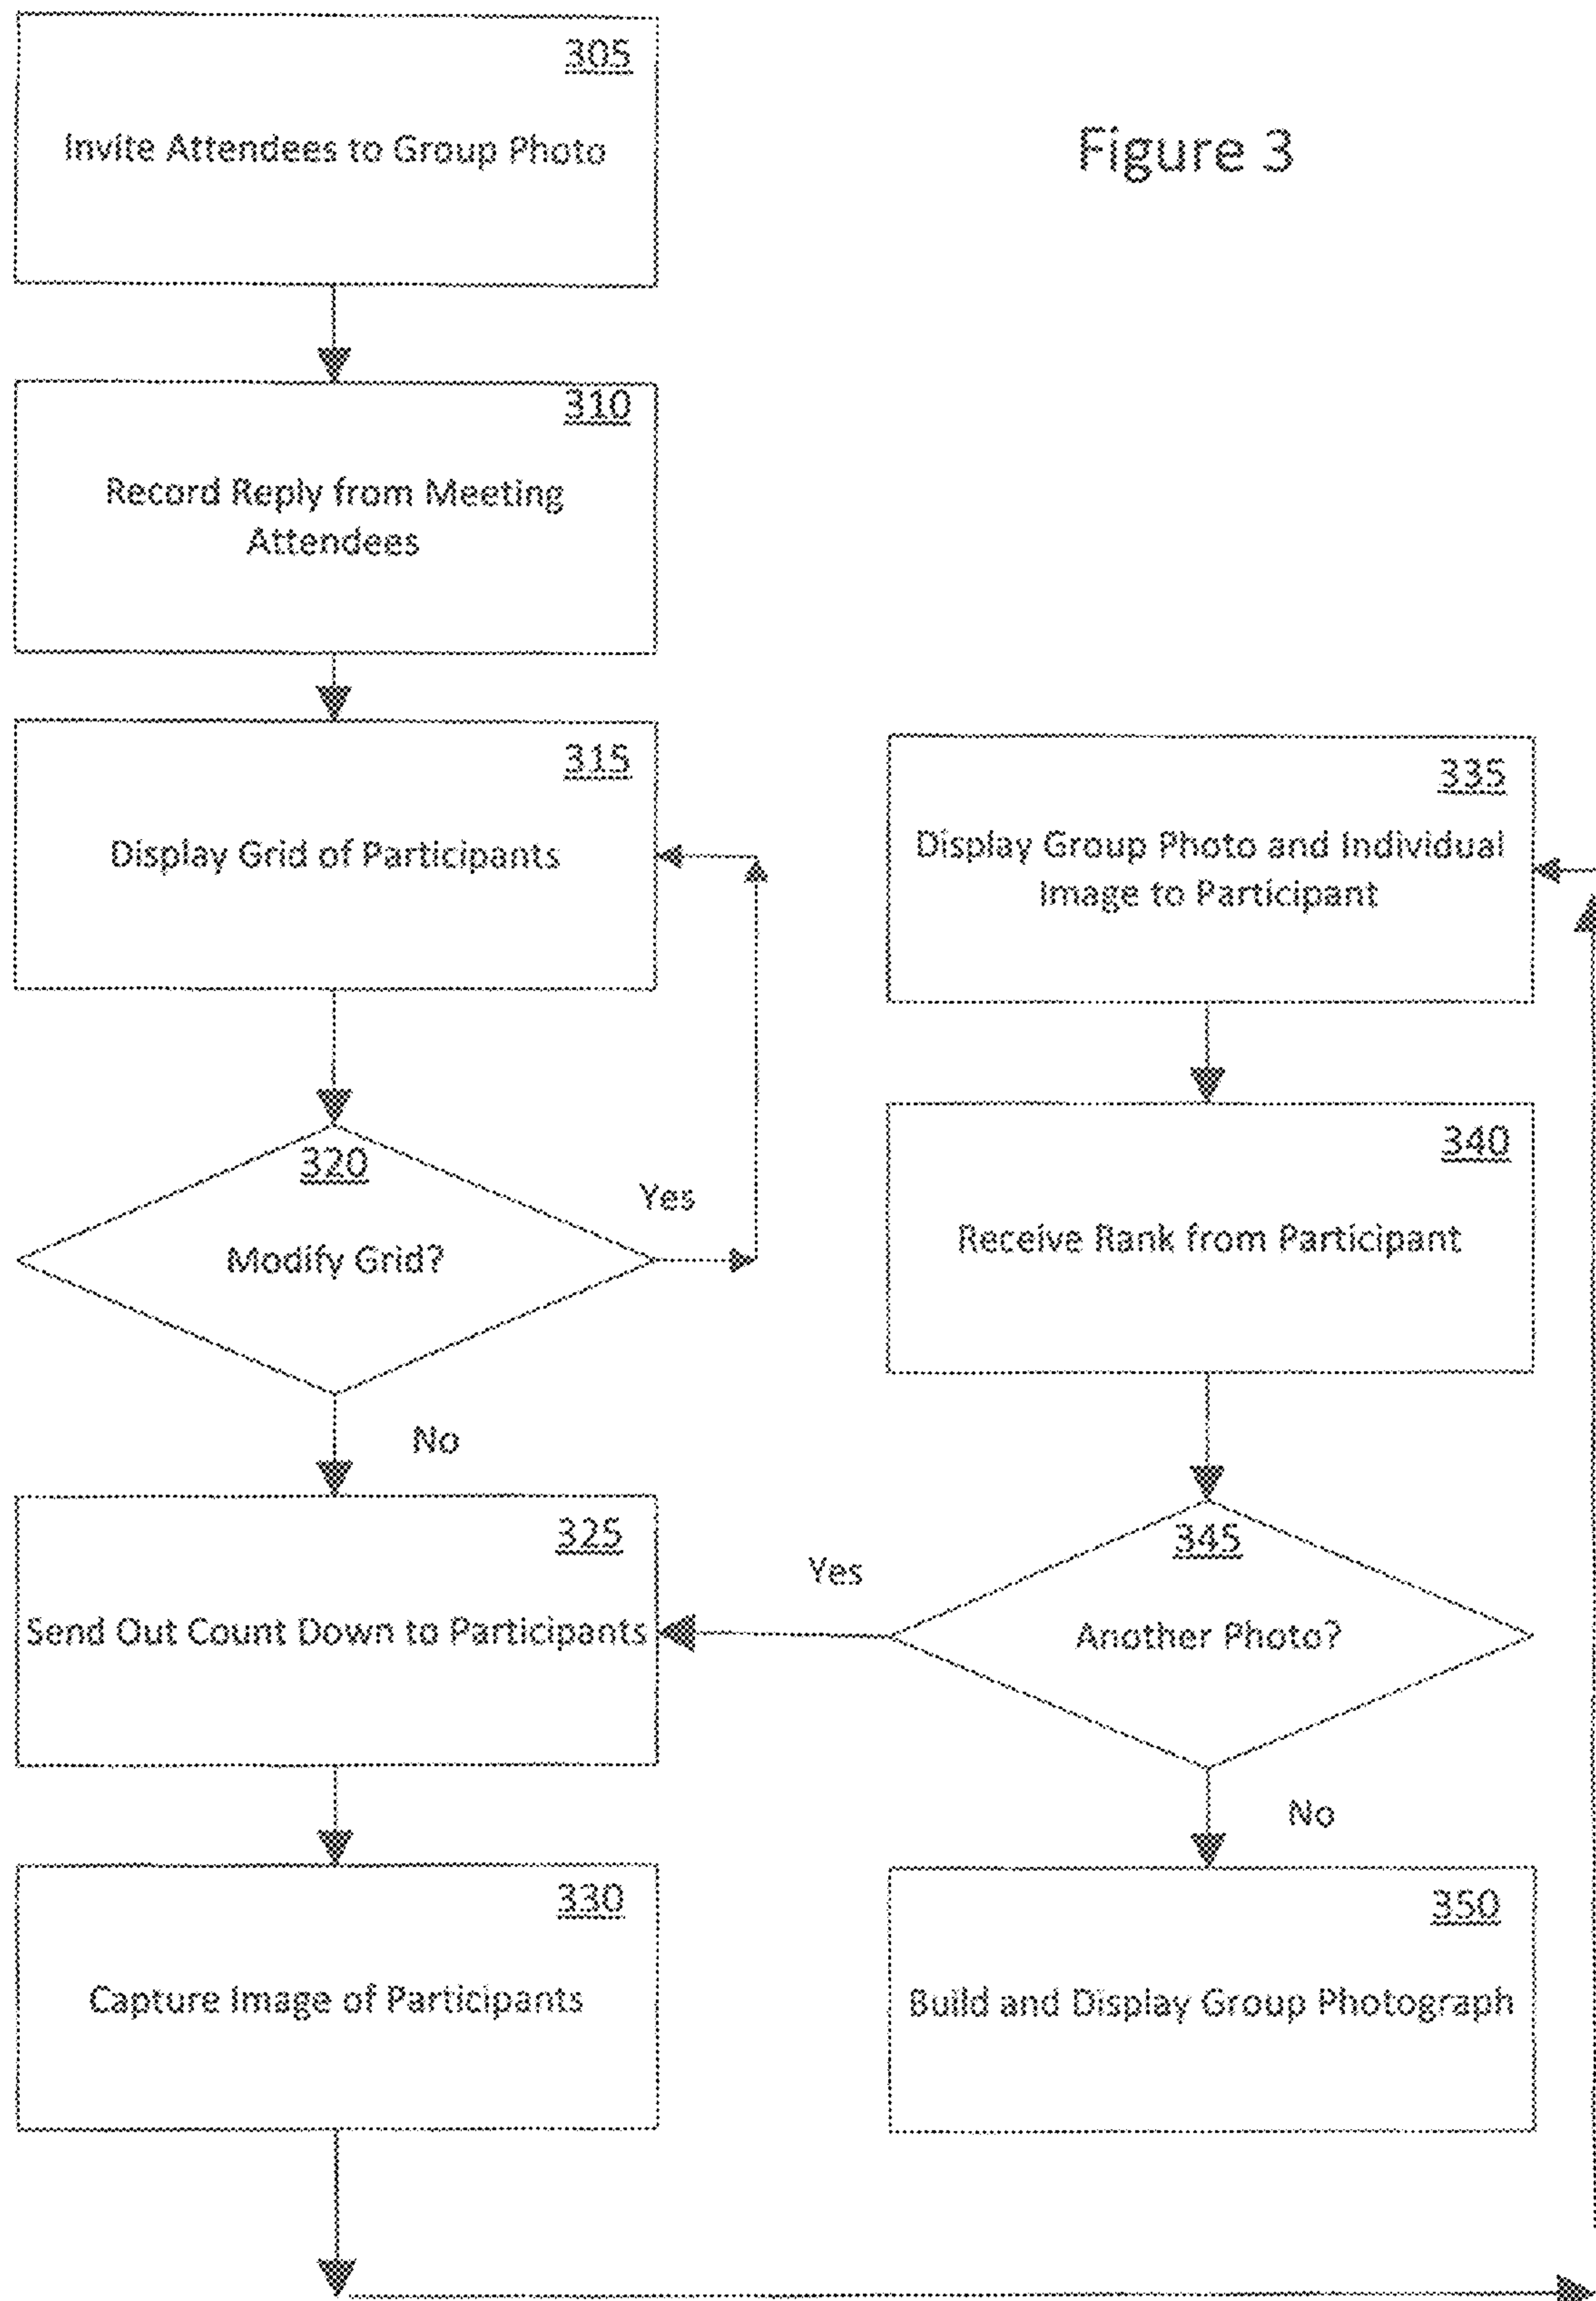 305
Invite Attendees to Group Photo
Figure 3
310
Record Reply from Meeting
Attendees
315
Display Grid of Participants
320
Modify Grid?
Yes
No
325
Send Out Count Down to Participants
330
Capture Image of Participants
335
Display Group Photo and Individual
Image to Participant
340
Receive Rank from Participant
345
Another Photo?
Yes
No
350
Build and Display Group Photograph